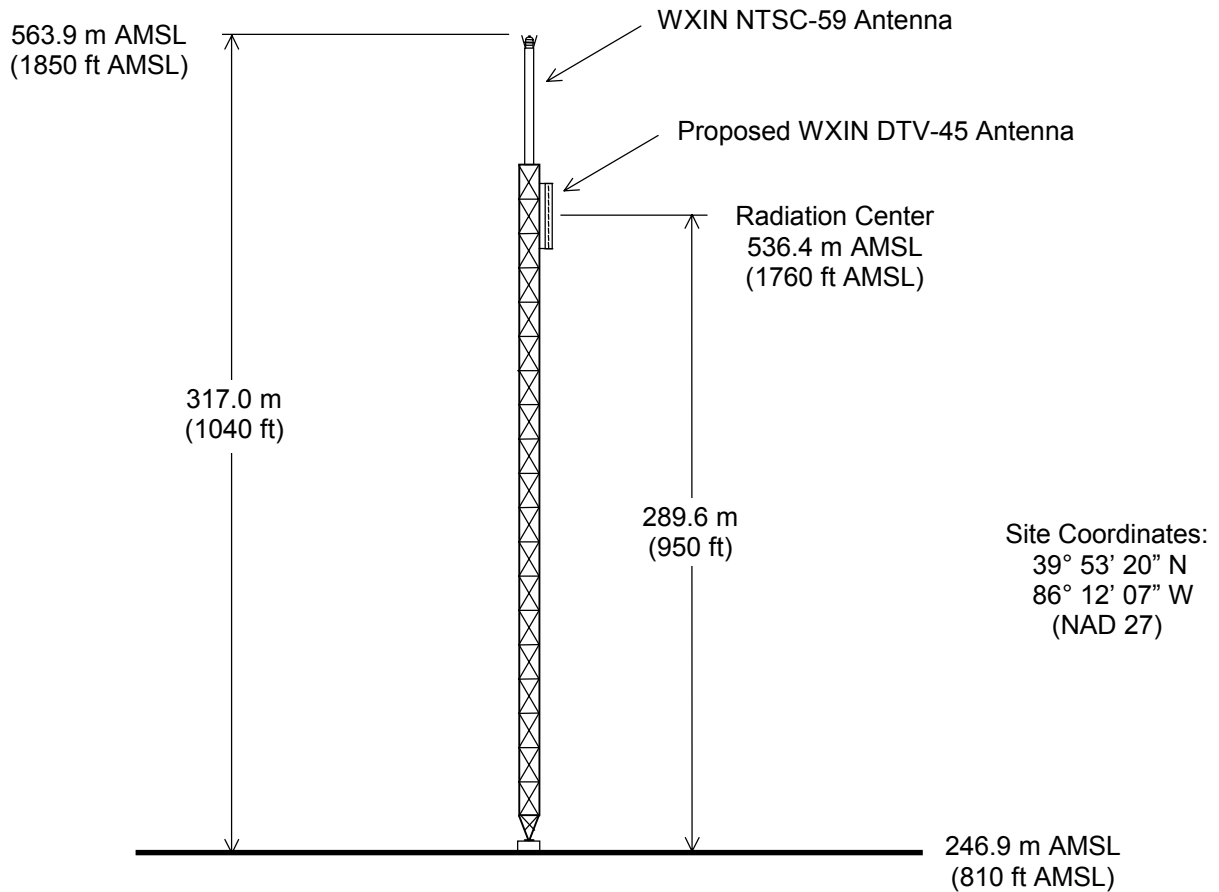 WXIN NTSC-59 Antenna
563.9 m AMSL
(1850 ft AMSL)
Proposed WXIN DTV-45 Antenna
Radiation Center
536.4 m AMSL
(1760 ft AMSL)
317.0 m
(1040 ft)
289.6 m
(950 ft)
Site Coordinates:
39° 53’ 20” N
86° 12’ 07” W
(NAD 27)
246.9 m AMSL
(810 ft AMSL)